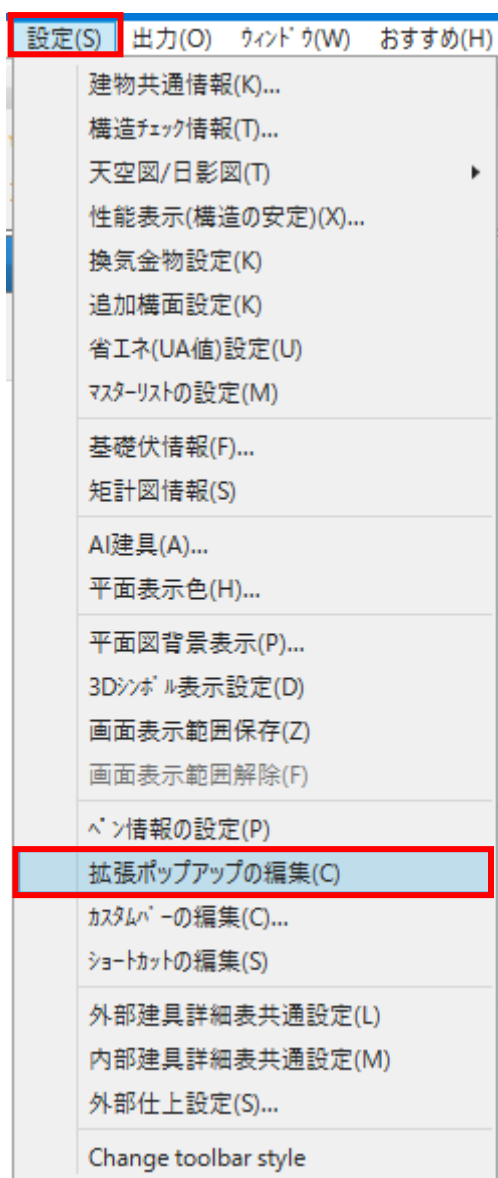 設定(S) 出力(O) ｳｨﾝﾄﾞｳ(W) おすすめ(H)
建物共通情報(K)...
構造ﾁｪｯｸ情報(T)...
天空図/日影図(T)
性能表示(構造の安定)(X)...
換気金物設定(K)
追加構面設定(K)
省エネ(UA値)設定(U)
ﾏｽﾀｰﾘｽﾄの設定(M)
基礎伏情報(F)...
矩計図情報(S)
AI建具(A)...
平面表示色(H)...
平面図背景表示(P)...
3Dｼﾝﾎﾞﾙ表示設定(D)
画面表示範囲保存(Z)
画面表示範囲解除(F)
ﾍﾟﾝ情報の設定(P)
拡張ポップアップの編集(C)
ｶｽﾀﾑﾊﾞｰの編集(C)...
ｼｮｰﾄｶｯﾄの編集(S)
外部建具詳細表共通設定(L)
内部建具詳細表共通設定(M)
外部仕上設定(S)...
Change toolbar style